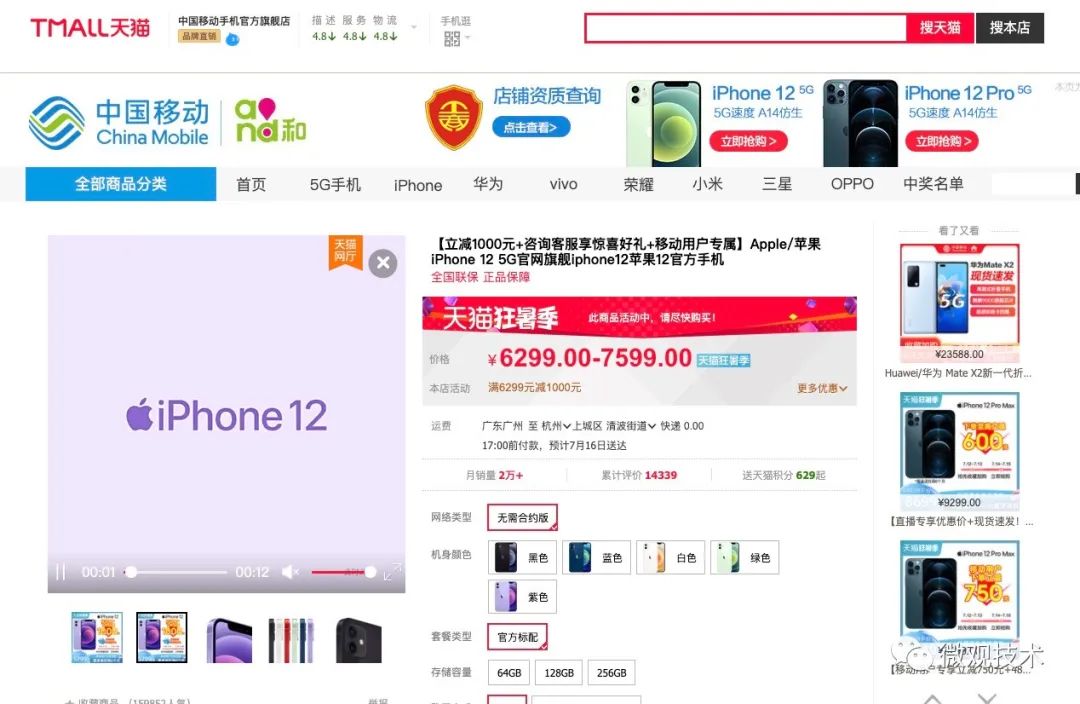 TMALL天猫
中国移动手机官方旗舰店
品牌直销
描述 服务 物流
4.8↓ 4.8↓ 4.8↓
手机逛
搜天猫
搜本店
中国移动
China Mobile
and和
店铺资质查询
点击查看>
iPhone 12 5G
5G速度 A14仿生
立即抢购 >
iPhone 12 Pro 5G
5G速度 A14仿生
立即抢购 >
本页为
全部商品分类
首页
5G手机
iPhone
华为
vivo
荣耀
小米
三星
OPPO
中奖名单
天猫
网厅
iPhone 12
00:01
00:12
【立减1000元+咨询客服享惊喜好礼+移动用户专属】Apple/苹果
iPhone 12 5G官网旗舰iphone12苹果12官方手机
全国联保 正品保障
天猫狂暑季
此商品活动中，请尽快购买！
价格
¥6299.00-7599.00
天猫狂暑季
本店活动
满6299元减1000元
更多优惠
运费
广东广州 至 杭州 上城区 清波街道 快递 0.00
17:00前付款，预计7月16日送达
月销量 2万+
累计评价 14339
送天猫积分 629起
网络类型
无需合约版
机身颜色
黑色
蓝色
白色
绿色
紫色
套餐类型
官方标配
存储容量
64GB
128GB
256GB
看了又看
华为Mate X2
现货速发
5G
¥23588.00
Huawei/华为 Mate X2新一代折...
天猫狂暑季
iPhone 12 Pro Max
600
¥9299.00
【直播专享优惠价+现货速发！...
天猫狂暑季
iPhone 12 Pro Max
移动用户
下单立减
750元
【移动用户专享立减750元+48...
微观技术
收藏商品 (159852人气)
举报